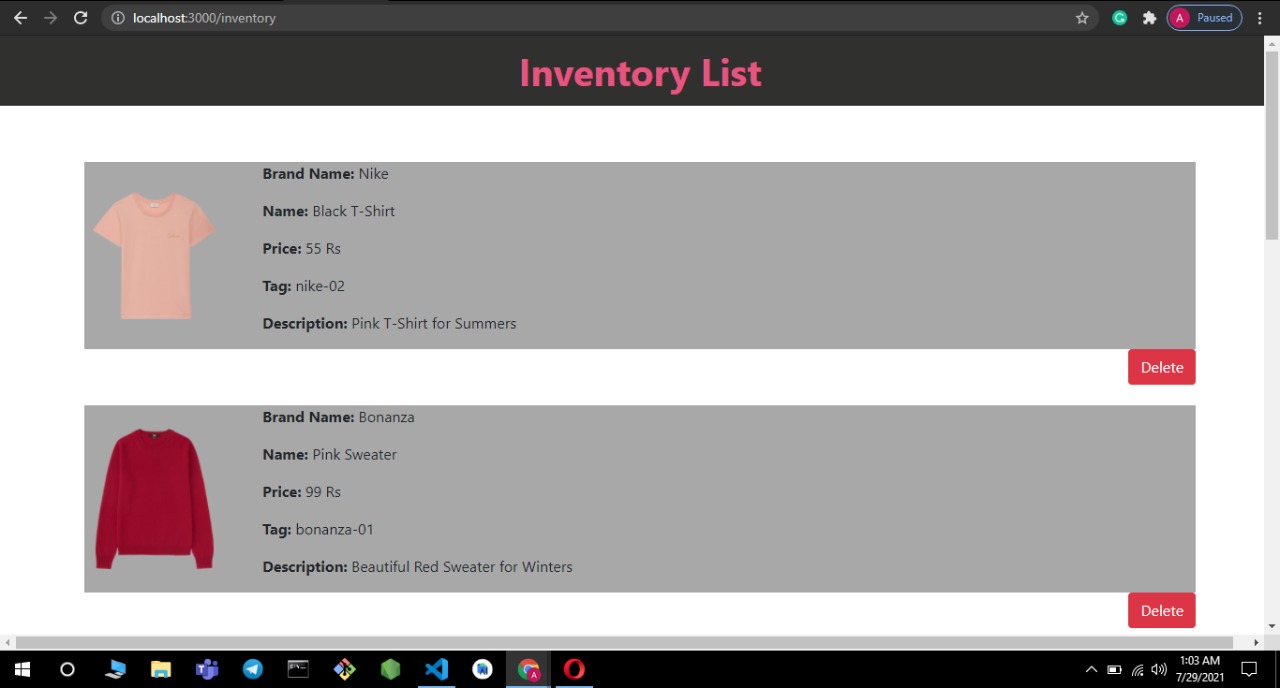 localhost:3000/inventory
A Paused
Inventory List
Brand Name: Nike
Name: Black T-Shirt
Price: 55 Rs
Tag: nike-02
Description: Pink T-Shirt for Summers
Delete
Brand Name: Bonanza
Name: Pink Sweater
Price: 99 Rs
Tag: bonanza-01
Description: Beautiful Red Sweater for Winters
Delete
1:03 AM
7/29/2021